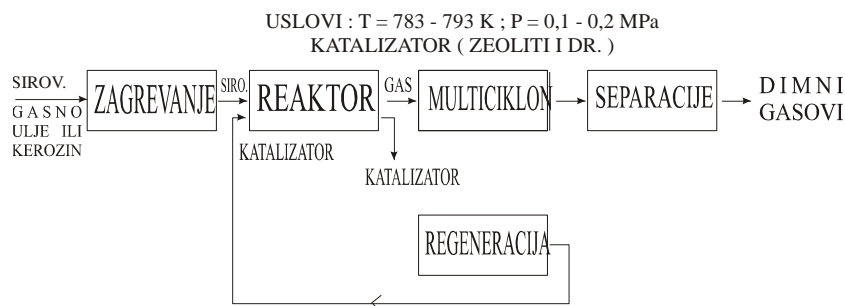 USLOVI : T = 783 - 793 K ; P = 0,1 - 0,2 MPa
KATALIZATOR ( ZEOLITI I DR. )
SIROV.
GASNO
ULJE ILI
KEROZIN
ZAGREVANJE
SIRO.
REAKTOR
GAS
MULTICIKLON
SEPARACIJE
DIMNI
GASOVI
KATALIZATOR
KATALIZATOR
REGENERACIJA